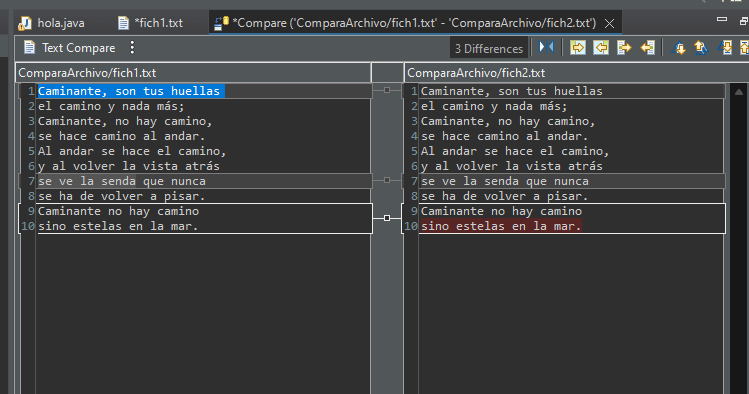 hola.java
*fich1.txt
*Compare ('ComparaArchivo/fich1.txt' - 'ComparaArchivo/fich2.txt')
Text Compare
3 Differences
ComparaArchivo/fich1.txt
1 Caminante, son tus huellas
2 el camino y nada más;
3 Caminante, no hay camino,
4 se hace camino al andar.
5 Al andar se hace el camino,
6 y al volver la vista atrás
7 se ve la senda que nunca
8 se ha de volver a pisar.
9 Caminante no hay camino
10 sino estelas en la mar.
ComparaArchivo/fich2.txt
1 Caminante, son tus huellas
2 el camino y nada más;
3 Caminante, no hay camino,
4 se hace camino al andar.
5 Al andar se hace el camino,
6 y al volver la vista atrás
7 se ve la senda que nunca
8 se ha de volver a pisar.
9 Caminante no hay camino
10 sino estelas en la mar.